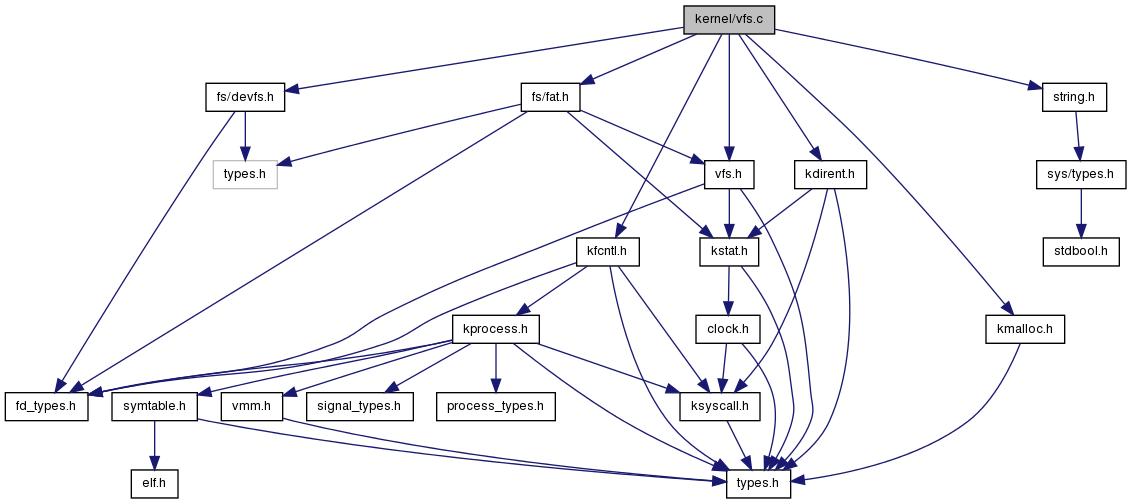 kernel/vfs.c
fs/devfs.h
fs/fat.h
string.h
types.h
vfs.h
kdirent.h
sys/types.h
kfcntl.h
kstat.h
stdbool.h
kprocess.h
clock.h
kmalloc.h
fd_types.h
symtable.h
vmm.h
signal_types.h
process_types.h
ksyscall.h
elf.h
types.h